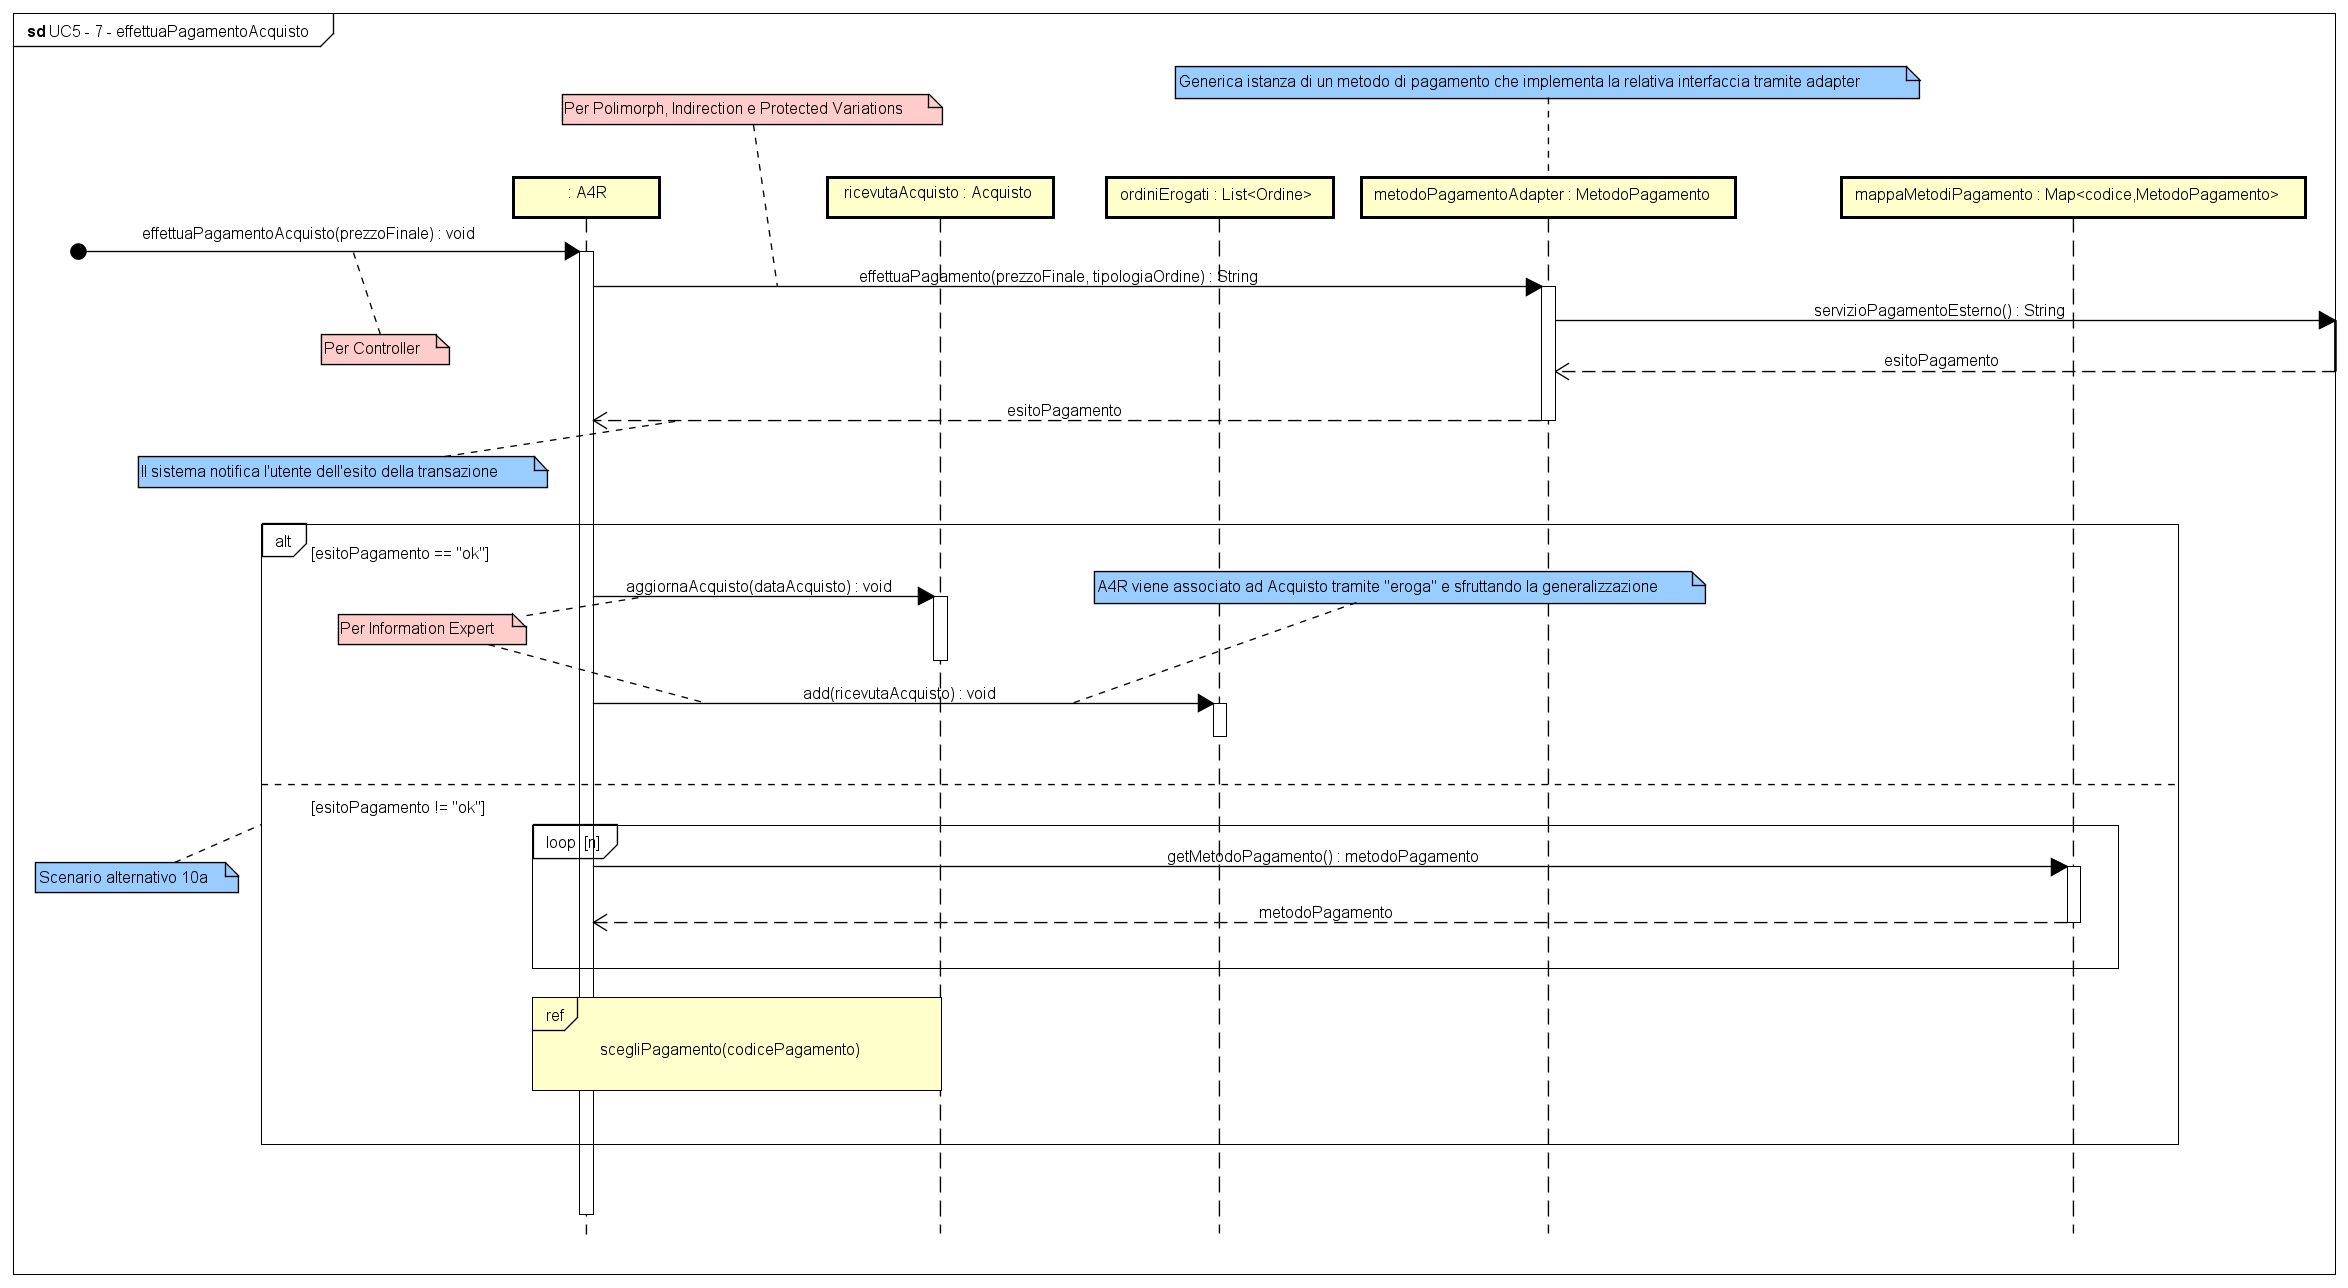 sd UC5 - 7 - effettuaPagamentoAcquisto
Generica istanza di un metodo di pagamento che implementa la relativa interfaccia tramite adapter
Per Polimorph, Indirection e Protected Variations
: A4R
ricevutaAcquisto : Acquisto
ordiniErogati : List<Ordine>
metodoPagamentoAdapter : MetodoPagamento
mappaMetodiPagamento : Map<codice,MetodoPagamento>
effettuaPagamentoAcquisto(prezzoFinale) : void
effettuaPagamento(prezzoFinale, tipologiaOrdine) : String
servizioPagamentoEsterno() : String
Per Controller
esitoPagamento
esitoPagamento
Il sistema notifica l'utente dell'esito della transazione
alt
[esitoPagamento == "ok"]
aggiornaAcquisto(dataAcquisto) : void
A4R viene associato ad Acquisto tramite "eroga" e sfruttando la generalizzazione
Per Information Expert
add(ricevutaAcquisto) : void
[esitoPagamento != "ok"]
loop [n]
getMetodoPagamento() : metodoPagamento
Scenario alternativo 10a
metodoPagamento
ref
scegliPagamento(codicePagamento)